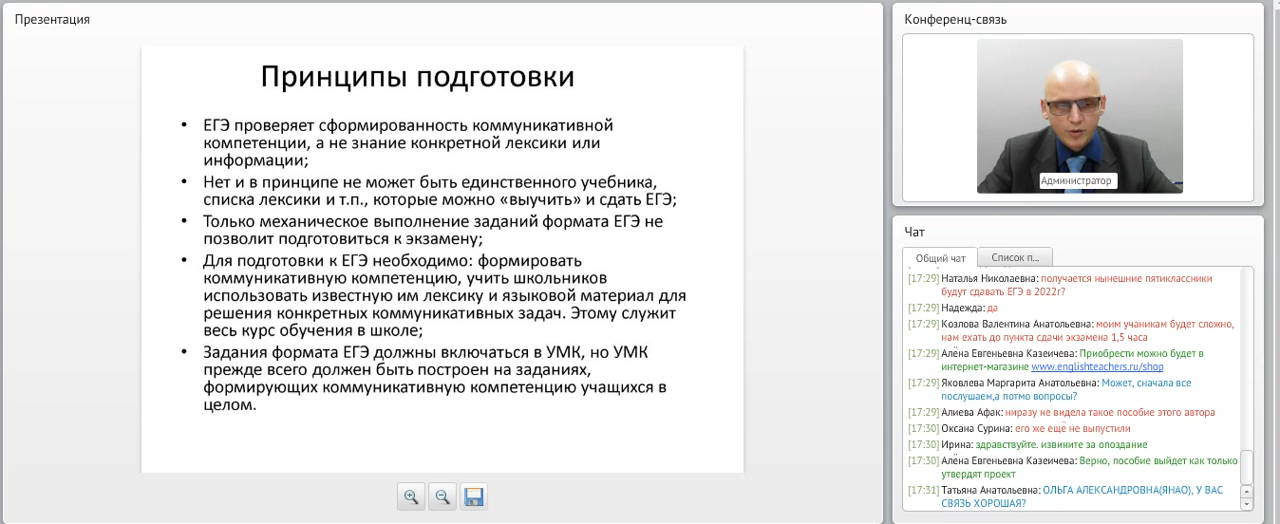 Презентация
Принципы подготовки
• ЕГЭ проверяет сформированность коммуникативной
компетенции, а не знание конкретной лексики или
информации;
• Нет и в принципе не может быть единственного учебника,
списка лексики и т.п., которые можно «выучить» и сдать ЕГЭ;
• Только механическое выполнение заданий формата ЕГЭ не
позволит подготовиться к экзамену;
• Для подготовки к ЕГЭ необходимо: формировать
коммуникативную компетенцию, учить школьников
использовать известную им лексику и языковой материал для
решения конкретных коммуникативных задач. Этому служит
весь курс обучения в школе;
• Задания формата ЕГЭ должны включаться в УМК, но УМК
прежде всего должен быть построен на заданиях,
формирующих коммуникативную компетенцию учащихся в
целом.
Конференц-связь
Администратор
Чат
Общий чат
Список п...
[17:29] Наталья Николаевна: получается нынешние пятиклассники
будут сдавать ЕГЭ в 2022г?
[17:29] Надежда: да
[17:29] Козлова Валентина Анатольевна: моим учаникам будет сложно,
нам ехать до пункта сдачи экзамена 1,5 часа
[17:29] Алёна Евгеньевна Казеичева: Приобрести можно будет в
интернет-магазине www.englishteachers.ru/shop
[17:29] Яковлева Маргарита Анатольевна: Может, сначала все
послушаем,а потмо вопросы?
[17:29] Алиева Афак: ниразу не видела такое пособие этого автора
[17:30] Оксана Сурина: его же ещё не выпустили
[17:30] Ирина: здравствуйте. извините за опоздание
[17:30] Алёна Евгеньевна Казеичева: Верно, пособие выйдет как только
утвердят проект
[17:31] Татьяна Анатольевна: ОЛЬГА АЛЕКСАНДРОВНА(ЯНАО), У ВАС
СВЯЗЬ ХОРОШАЯ?